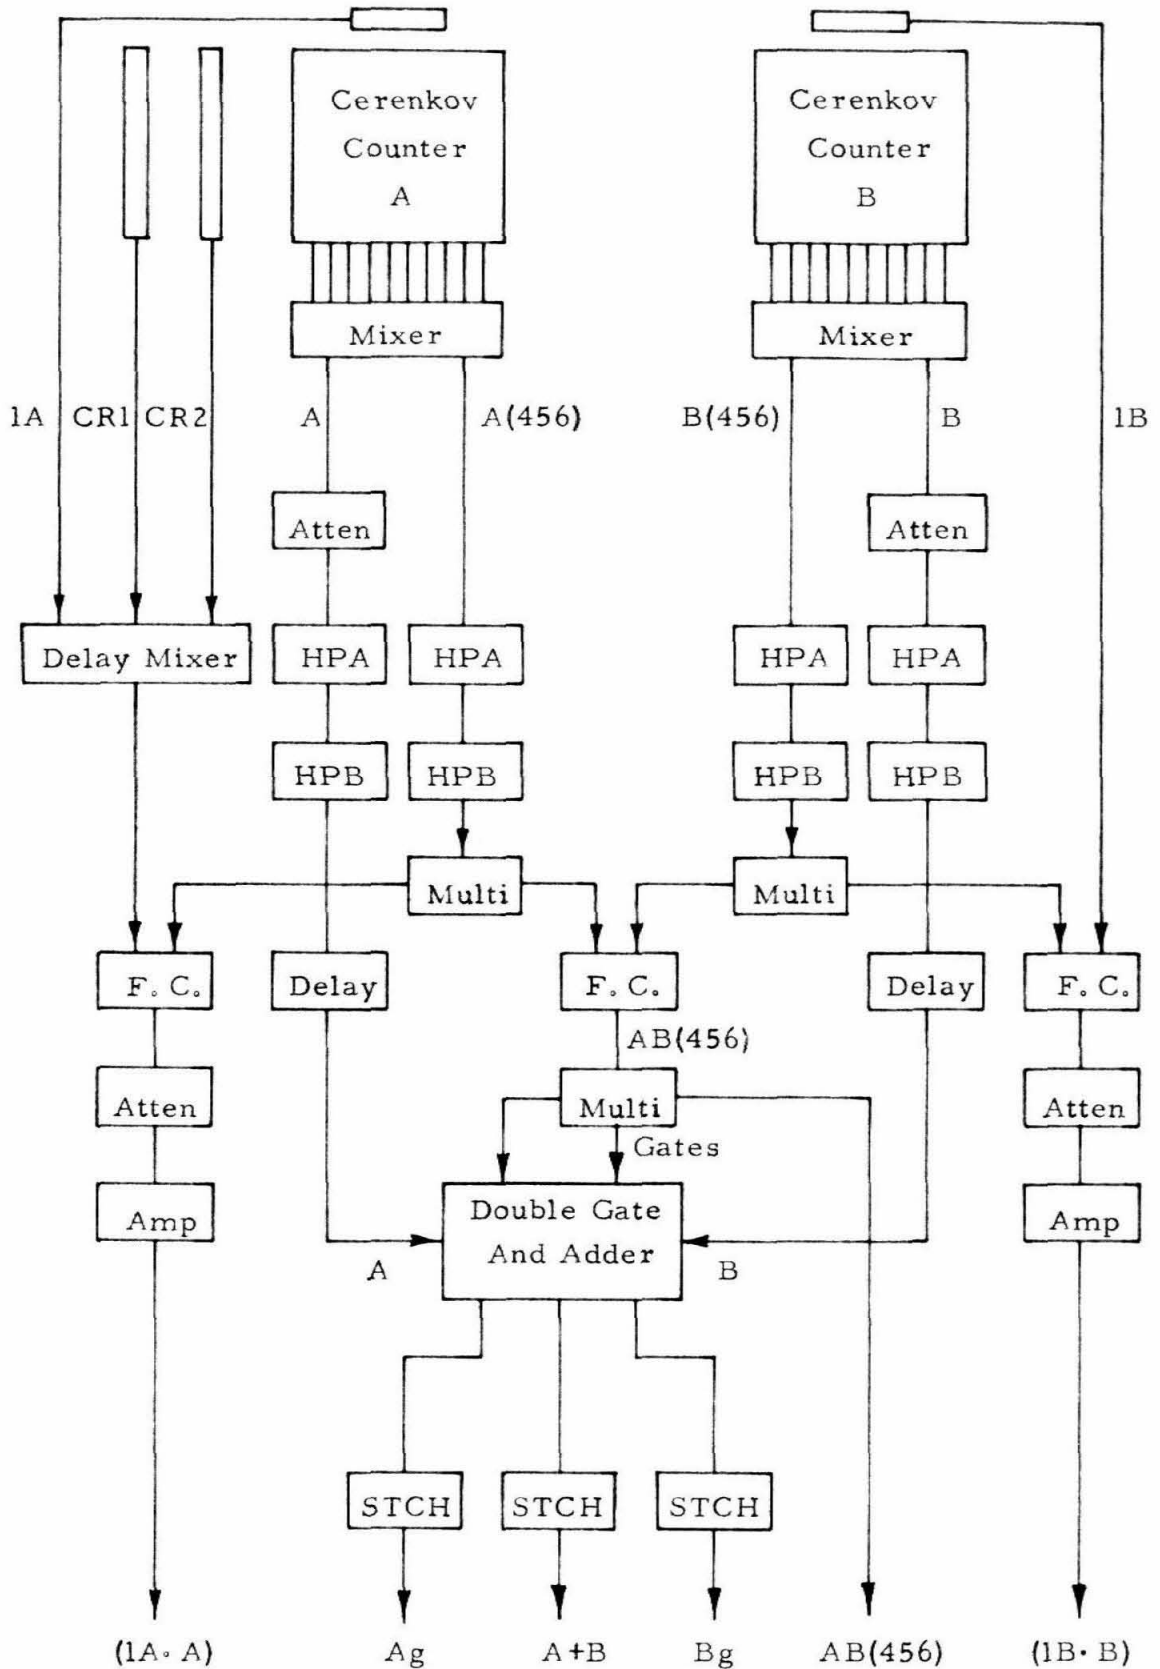 Cerenkov
Counter
A
Cerenkov
Counter
B
Mixer
Mixer
1A
CR1
CR2
A
A(456)
B(456)
B
1B
Atten
Atten
Delay Mixer
HPA
HPA
HPA
HPA
HPB
HPB
HPB
HPB
Multi
Multi
F. C.
Delay
F. C.
Delay
F. C.
AB(456)
Atten
Multi
Atten
Gates
Amp
Double Gate
And Adder
Amp
A
B
STCH
STCH
STCH
(1A. A)
Ag
A+B
Bg
AB(456)
(1B· B)